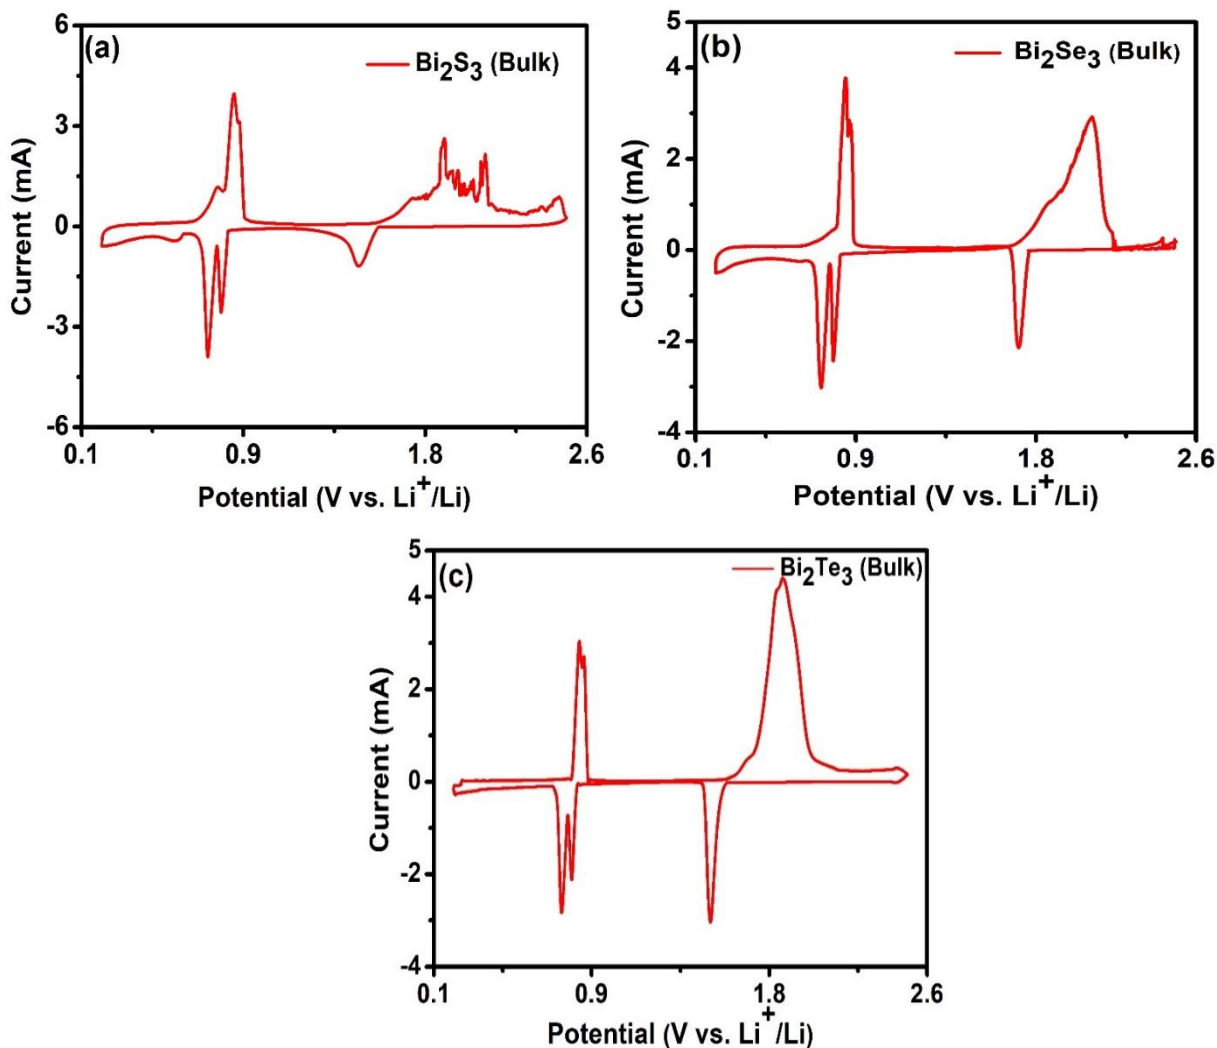 (a)
Bi₂S₃ (Bulk)
6
3
0
-3
-6
Current (mA)
0.1 0.9 1.8 2.6
Potential (V vs. Li⁺/Li)
(b)
Bi₂Se₃ (Bulk)
5
4
2
0
-2
-4
Current (mA)
0.1 0.9 1.8 2.6
Potential (V vs. Li⁺/Li)
(c)
Bi₂Te₃ (Bulk)
5
4
2
0
-2
-4
Current (mA)
0.1 0.9 1.8 2.6
Potential (V vs. Li⁺/Li)